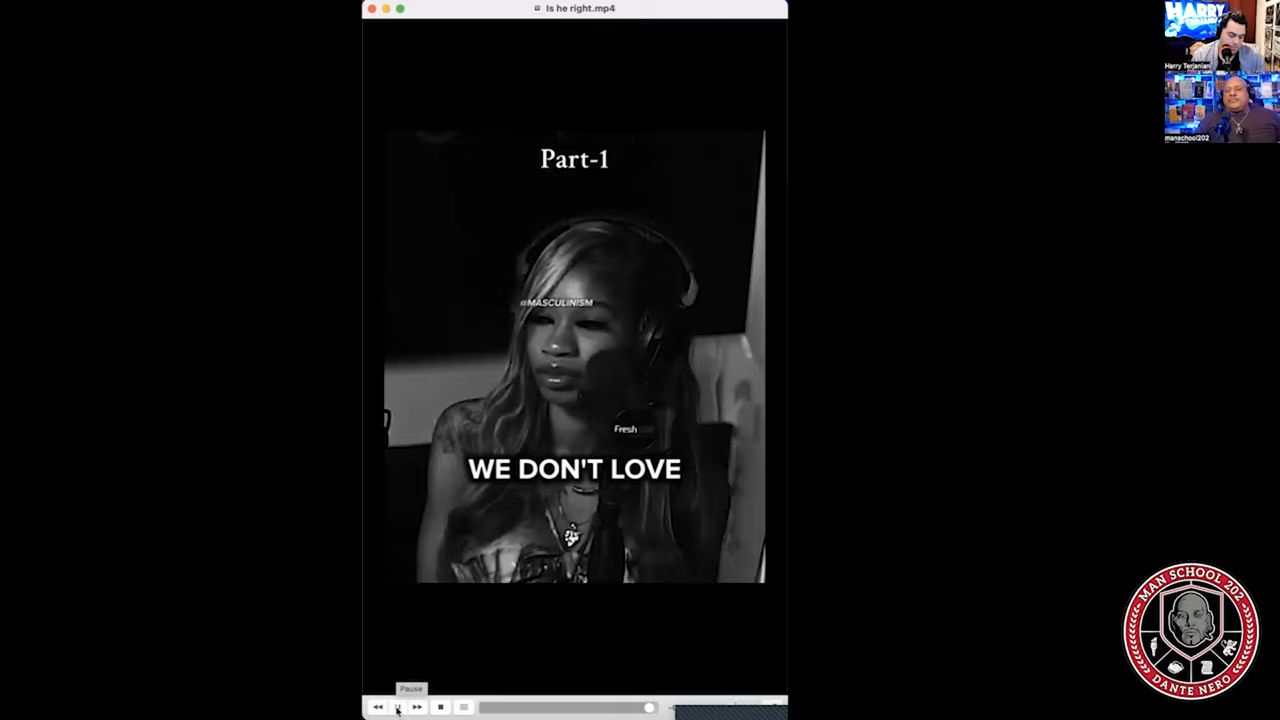 Is he right.mp4
HARRY
Harry Terjanian
manschool202
Part-1
@MASCULINISM
Fresh
WE DON'T LOVE
Pause
MAN SCHOOL 202
DANTE NERO